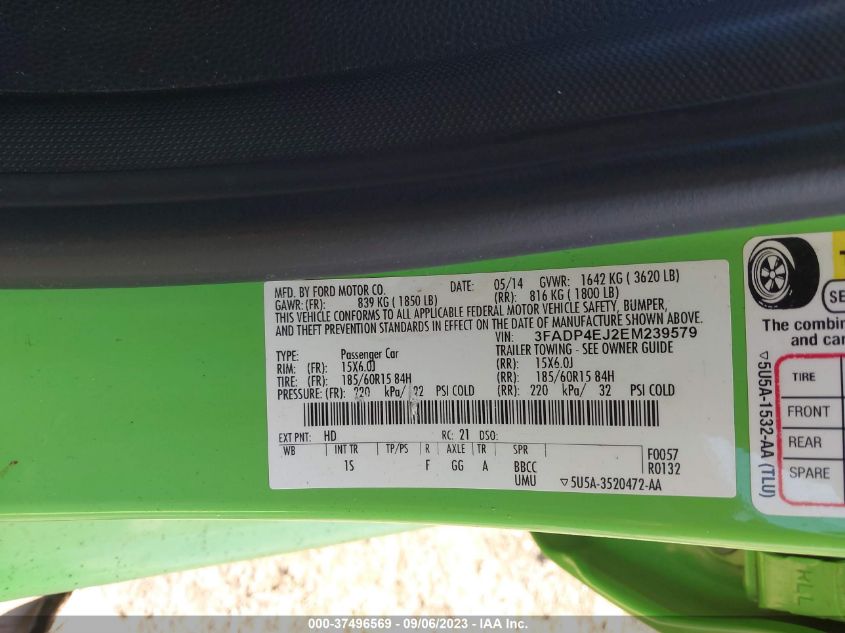 MFD. BY FORD MOTOR CO. DATE: 05/14 GVWR: 1642 KG ( 3620 LB)
GAWR: (FR): 839 KG ( 1850 LB) (RR): 816 KG ( 1800 LB)
THIS VEHICLE CONFORMS TO ALL APPLICABLE FEDERAL MOTOR VEHICLE SAFETY, BUMPER,
AND THEFT PREVENTION STANDARDS IN EFFECT ON THE DATE OF MANUFACTURE SHOWN ABOVE.
VIN: 3FADP4EJ2EM239579
TYPE: Passenger Car TRAILER TOWING - SEE OWNER GUIDE
RIM: (FR): 15X6.0J (RR): 15X6.0J
TIRE: (FR): 185/60R15 84H (RR): 185/60R15 84H
PRESSURE: (FR): 220 kPa/ 32 PSI COLD (RR): 220 kPa/ 32 PSI COLD
EXT PNT: HD RC: 21 DSO:
WB INT TR TP/PS R AXLE TR SPR F0057
1S F GG A BBCC R0132
UMU ▽5U5A-3520472-AA
The combin
TIRE
FRONT
REAR
SPARE
▽5U5A-1532-AA (TLU)
000-37496569 - 09/06/2023 - IAA Inc.